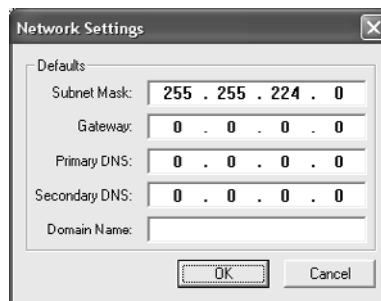 Network Settings
Defaults
Subnet Mask: 255 . 255 . 224 . 0
Gateway: 0 . 0 . 0 . 0
Primary DNS: 0 . 0 . 0 . 0
Secondary DNS: 0 . 0 . 0 . 0
Domain Name:
OK Cancel